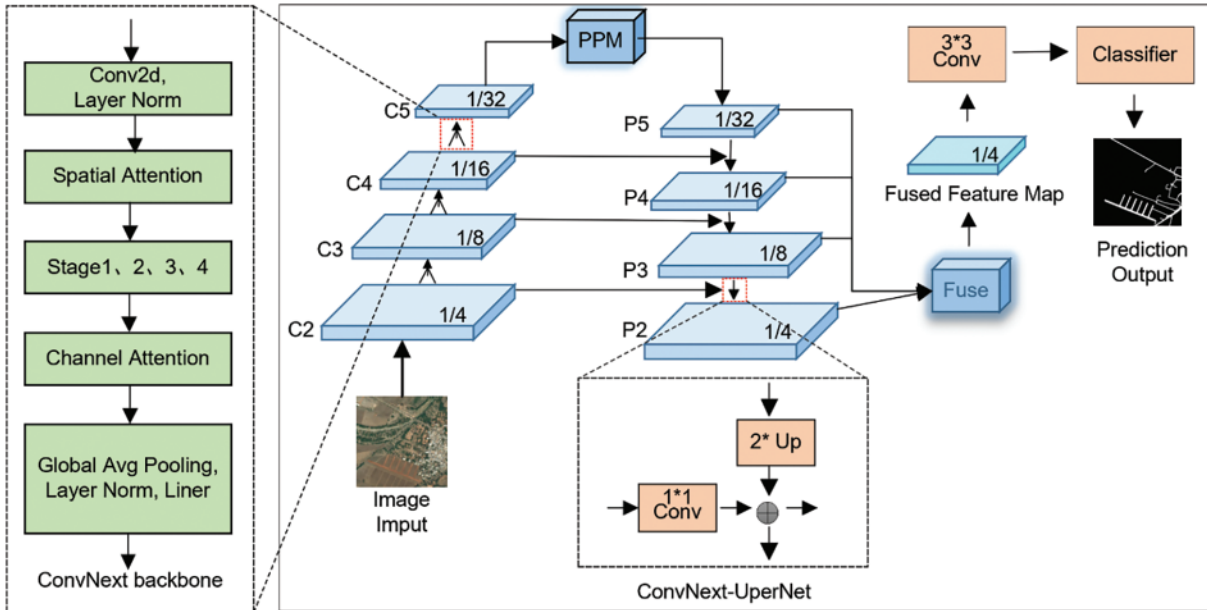 Conv2d,
Layer Norm
Spatial Attention
Stage1、2、3、4
Channel Attention
Global Avg Pooling,
Layer Norm, Liner
ConvNext backbone
PPM
C5
1/32
C4
1/16
C3
1/8
C2
1/4
Image
Imput
P5
1/32
P4
1/16
P3
1/8
P2
1/4
2* Up
1*1
Conv
ConvNext-UperNet
Fuse
1/4
Fused Feature Map
3*3
Conv
Classifier
Prediction
Output